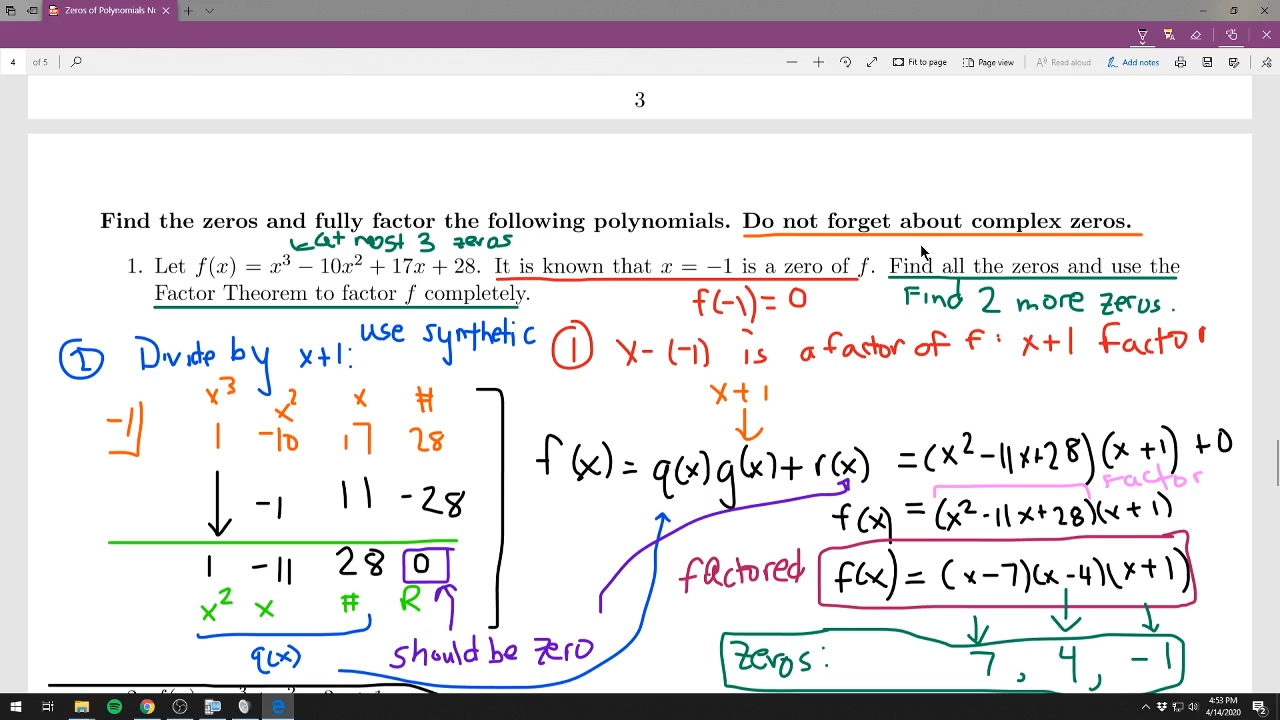 Zeros of Polynomials No
4 of 5
Fit to page
Page view
Read aloud
Add notes
3
Find the zeros and fully factor the following polynomials. Do not forget about complex zeros.
at most 3 zeros
1. Let f(x) = x³ − 10x² + 17x + 28. It is known that x = −1 is a zero of f. Find all the zeros and use the
Factor Theorem to factor f completely.
f(-1) = 0
Find 2 more zeros.
① x-(-1) is a factor of f: x+1 factor
② Divide by x+1: use synthetic
x³ x² x #
-1 1 -10 17 28
-1 11 -28
1 -11 28 0
x² x # R
q(x)
should be zero
x+1
f(x) = q(x)g(x) + r(x) = (x²-11x+28)(x+1) +0
factor
f(x) = (x²-11x+28)(x+1)
factored f(x) = (x-7)(x-4)(x+1)
Zeros: 7, 4, -1
4:53 PM
4/14/2020
2